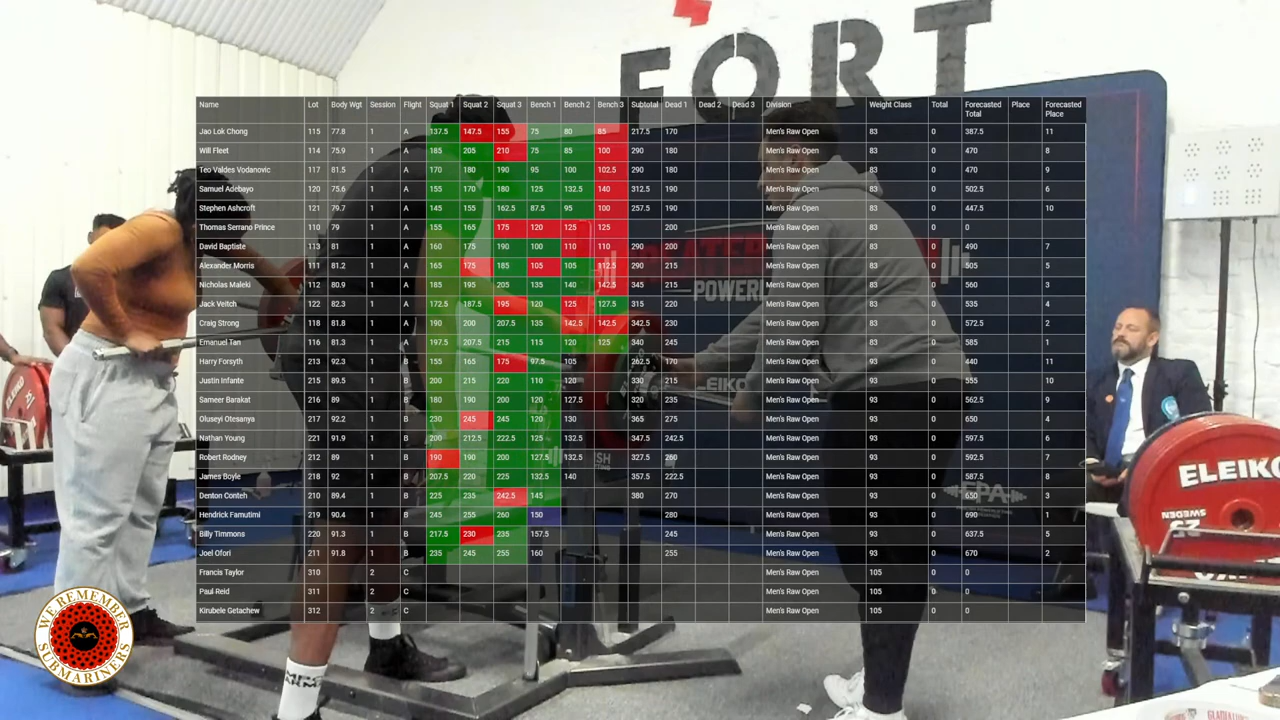 FORT
Name Lot Body Wgt Session Flight Squat 1 Squat 2 Squat 3 Bench 1 Bench 2 Bench 3 Subtotal Dead 1 Dead 2 Dead 3 Division Weight Class Total Forecasted Total Place Forecasted Place
Jao Lok Chong 115 77.8 1 A 137.5 147.5 155 75 80 85 217.5 170 Men's Raw Open 83 0 387.5 11
Will Fleet 114 75.9 1 A 185 205 210 75 85 100 290 180 Men's Raw Open 83 0 470 8
Teo Valdes Vodanovic 117 81.5 1 A 170 180 190 95 100 102.5 290 180 Men's Raw Open 83 0 470 9
Samuel Adebayo 120 75.6 1 A 155 170 180 125 132.5 140 312.5 190 Men's Raw Open 83 0 502.5 6
Stephen Ashcroft 121 79.7 1 A 145 155 162.5 87.5 95 100 257.5 190 Men's Raw Open 83 0 447.5 10
Thomas Serrano Prince 110 79 1 A 155 165 175 120 125 125 200 Men's Raw Open 83 0 0
David Baptiste 113 81 1 A 160 175 190 100 110 110 290 200 Men's Raw Open 83 0 490 7
Alexander Morris 111 81.2 1 A 165 175 185 105 105 112.5 290 215 Men's Raw Open 83 0 505 5
Nicholas Maleki 112 80.9 1 A 185 195 205 135 140 142.5 345 215 Men's Raw Open 83 0 560 3
Jack Veitch 122 82.3 1 A 172.5 187.5 195 120 125 127.5 315 220 Men's Raw Open 83 0 535 4
Craig Strong 118 81.8 1 A 190 200 207.5 135 142.5 142.5 342.5 230 Men's Raw Open 83 0 572.5 2
Emanuel Tan 116 81.3 1 A 197.5 207.5 215 115 120 125 340 245 Men's Raw Open 83 0 585 1
Harry Forsyth 213 92.3 1 B 155 165 175 97.5 105 262.5 170 Men's Raw Open 93 0 440 11
Justin Infante 215 89.5 1 B 200 215 220 110 120 330 215 Men's Raw Open 93 0 555 10
Sameer Barakat 216 89 1 B 180 190 200 120 127.5 320 235 Men's Raw Open 93 0 562.5 9
Oluseyi Otesanya 217 92.2 1 B 230 245 245 120 130 365 275 Men's Raw Open 93 0 650 4
Nathan Young 221 91.9 1 B 200 212.5 222.5 125 132.5 347.5 242.5 Men's Raw Open 93 0 597.5 6
Robert Rodney 212 89 1 B 190 190 200 127.5 132.5 327.5 260 Men's Raw Open 93 0 592.5 7
James Boyle 218 92 1 B 207.5 220 225 132.5 140 357.5 222.5 Men's Raw Open 93 0 587.5 8
Denton Conteh 210 89.4 1 B 225 235 242.5 145 380 270 Men's Raw Open 93 0 650 3
Hendrick Famutimi 219 90.4 1 B 245 255 260 150 280 Men's Raw Open 93 0 690 1
Billy Timmons 220 91.3 1 B 217.5 230 235 157.5 245 Men's Raw Open 93 0 637.5 5
Joel Ofori 211 91.8 1 B 235 245 255 160 255 Men's Raw Open 93 0 670 2
Francis Taylor 310 2 C Men's Raw Open 105 0 0
Paul Reid 311 2 C Men's Raw Open 105 0 0
Kirubele Getachew 312 2 C Men's Raw Open 105 0 0
ELEIKO
ELEIKO
SWEDEN
25
EPA
WE REMEMBER
SUBMARINERS